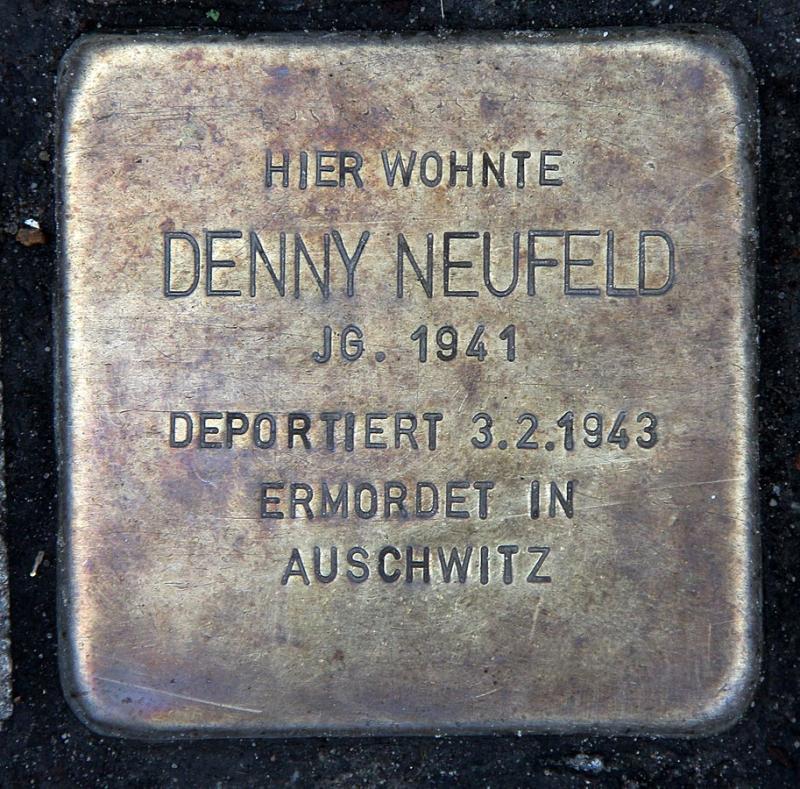 HIER WOHNTE
DENNY NEUFELD
JG. 1941
DEPORTIERT 3.2.1943
ERMORDET IN
AUSCHWITZ